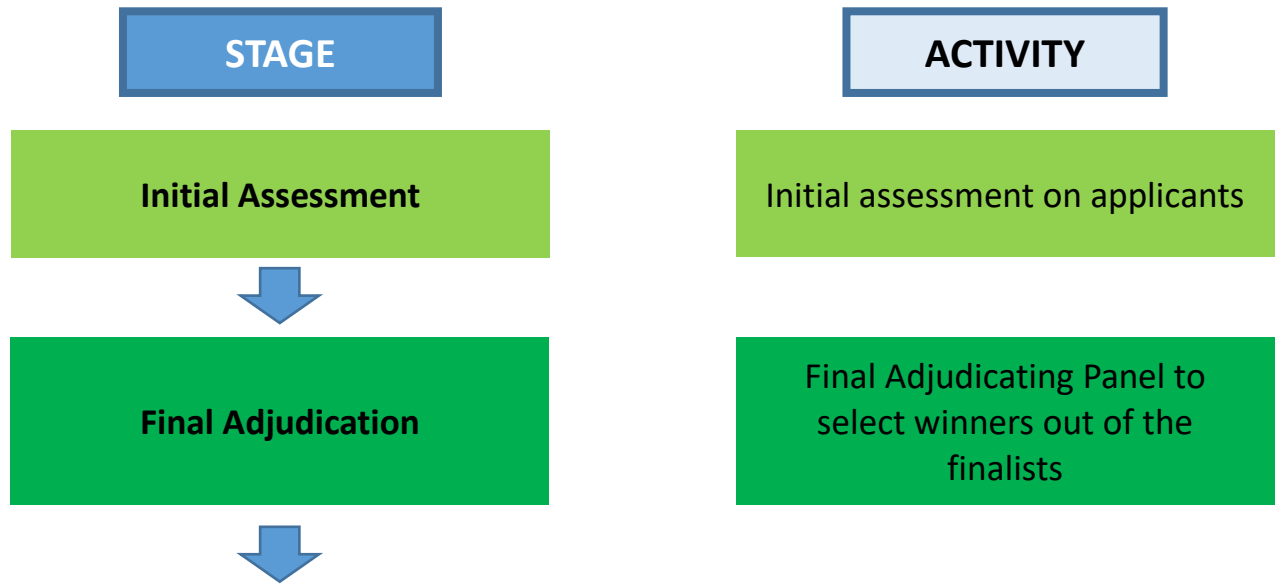 STAGE
ACTIVITY
Initial Assessment
Initial assessment on applicants
Final Adjudication
Final Adjudicating Panel to
select winners out of the
finalists